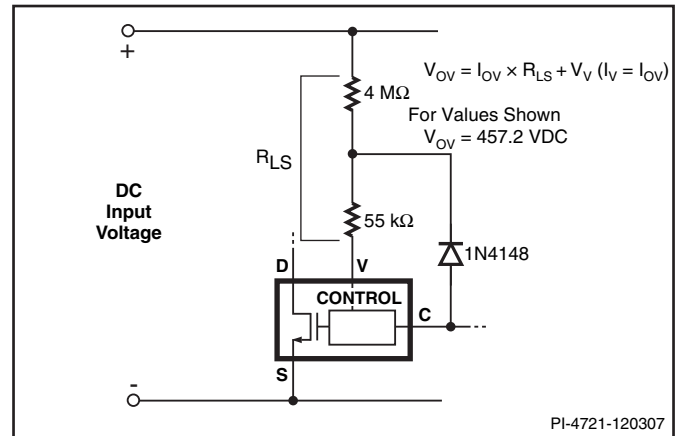 +
V_OV = I_OV × R_LS + V_V (I_V = I_OV)
4 MΩ
For Values Shown
V_OV = 457.2 VDC
R_LS
DC
Input
Voltage
55 kΩ
1N4148
D
V
CONTROL
C
S
-
PI-4721-120307